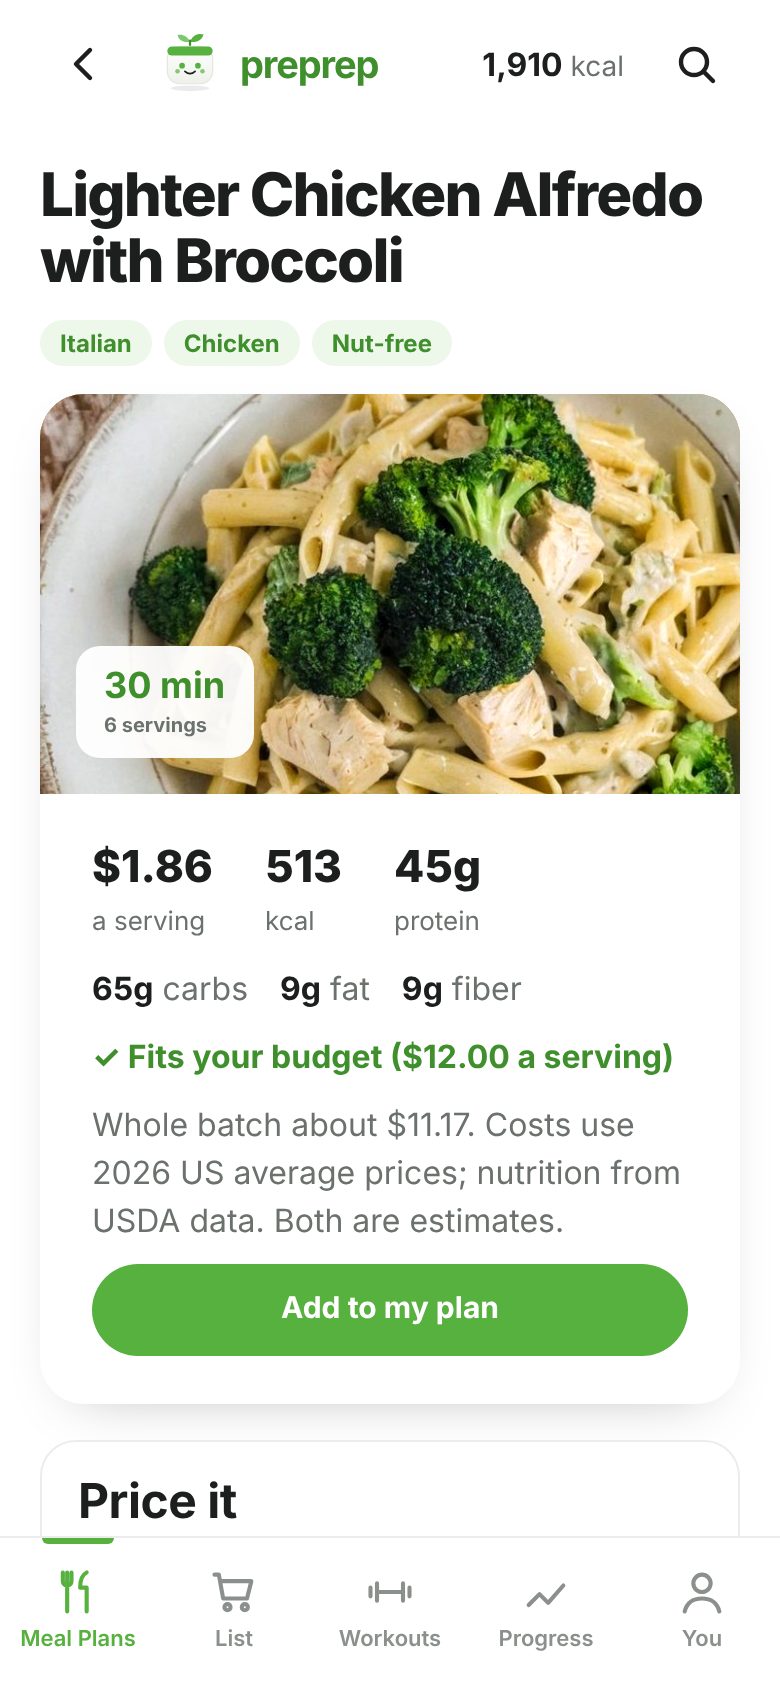 preprep
1,910 kcal
Lighter Chicken Alfredo
with Broccoli
Italian
Chicken
Nut-free
30 min
6 servings
$1.86
a serving
513
kcal
45g
protein
65g carbs
9g fat
9g fiber
✓ Fits your budget ($12.00 a serving)
Whole batch about $11.17. Costs use
2026 US average prices; nutrition from
USDA data. Both are estimates.
Add to my plan
Price it
Meal Plans
List
Workouts
Progress
You